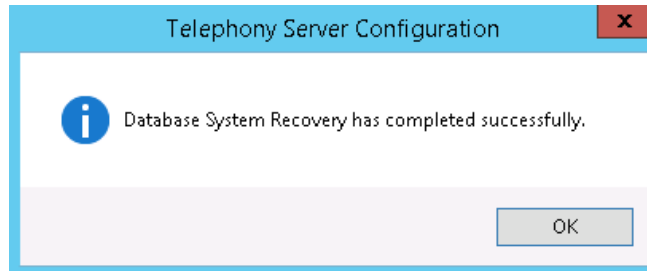 Telephony Server Configuration
x
Database System Recovery has completed successfully.
OK